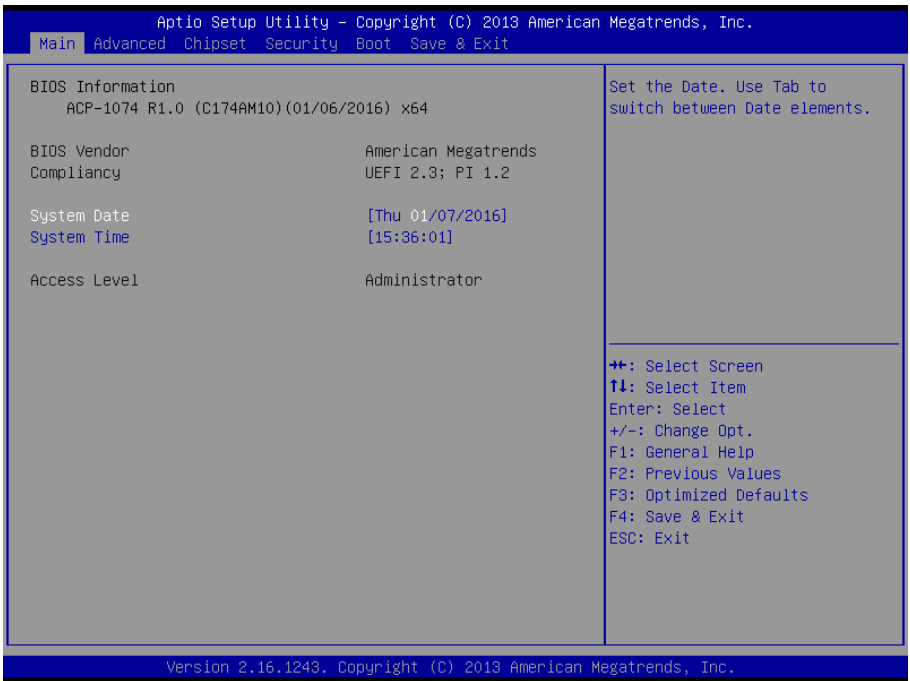 Aptio Setup Utility – Copyright (C) 2013 American Megatrends, Inc.
Main Advanced Chipset Security Boot Save & Exit
BIOS Information
ACP-1074 R1.0 (C174AM10)(01/06/2016) x64
BIOS Vendor American Megatrends
Compliancy UEFI 2.3; PI 1.2
System Date [Thu 01/07/2016]
System Time [15:36:01]
Access Level Administrator
Set the Date. Use Tab to
switch between Date elements.
→←: Select Screen
↑↓: Select Item
Enter: Select
+/-: Change Opt.
F1: General Help
F2: Previous Values
F3: Optimized Defaults
F4: Save & Exit
ESC: Exit
Version 2.16.1243. Copyright (C) 2013 American Megatrends, Inc.